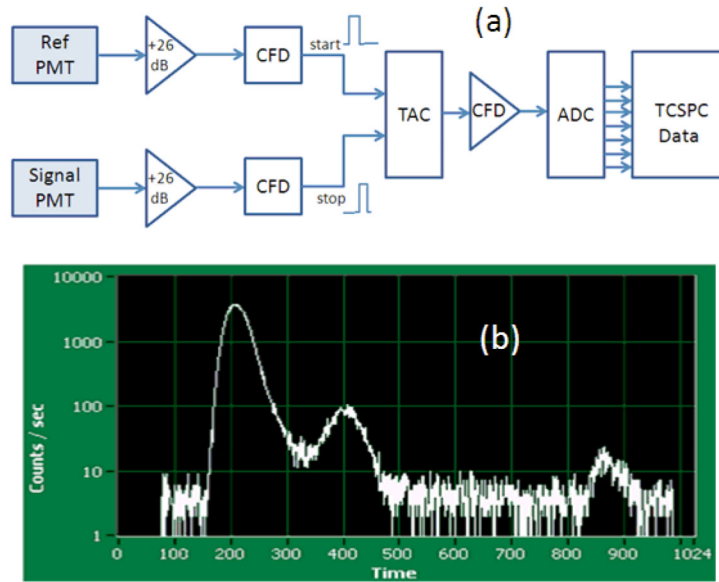 (a)
Ref
PMT
+26
dB
CFD
start
TAC
CFD
ADC
TCSPC
Data
Signal
PMT
+26
dB
CFD
stop
(b)
Counts / sec
10000
1000
100
10
1
0 100 200 300 400 500 600 700 800 900 1024
Time